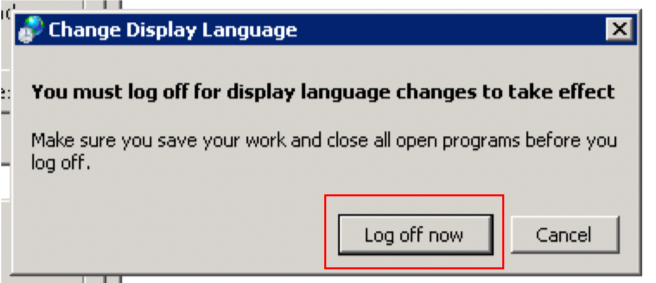 Change Display Language
You must log off for display language changes to take effect
Make sure you save your work and close all open programs before you
log off.
Log off now
Cancel